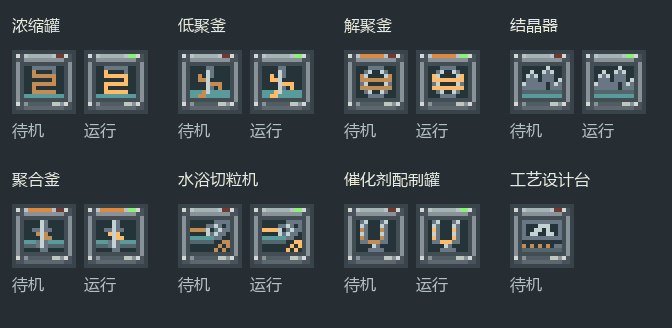 浓缩罐 低聚釜 解聚釜 结晶器
待机 运行 待机 运行 待机 运行 待机 运行
聚合釜 水浴切粒机 催化剂配制罐 工艺设计台
待机 运行 待机 运行 待机 运行 待机